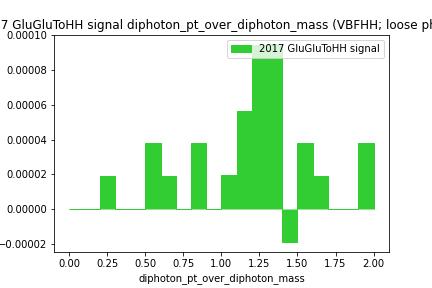 7 GluGluToHH signal diphoton_pt_over_diphoton_mass (VBFHH; loose ph
0.00010
0.00008
0.00006
0.00004
0.00002
0.00000
−0.00002
2017 GluGluToHH signal
0.00 0.25 0.50 0.75 1.00 1.25 1.50 1.75 2.00
diphoton_pt_over_diphoton_mass